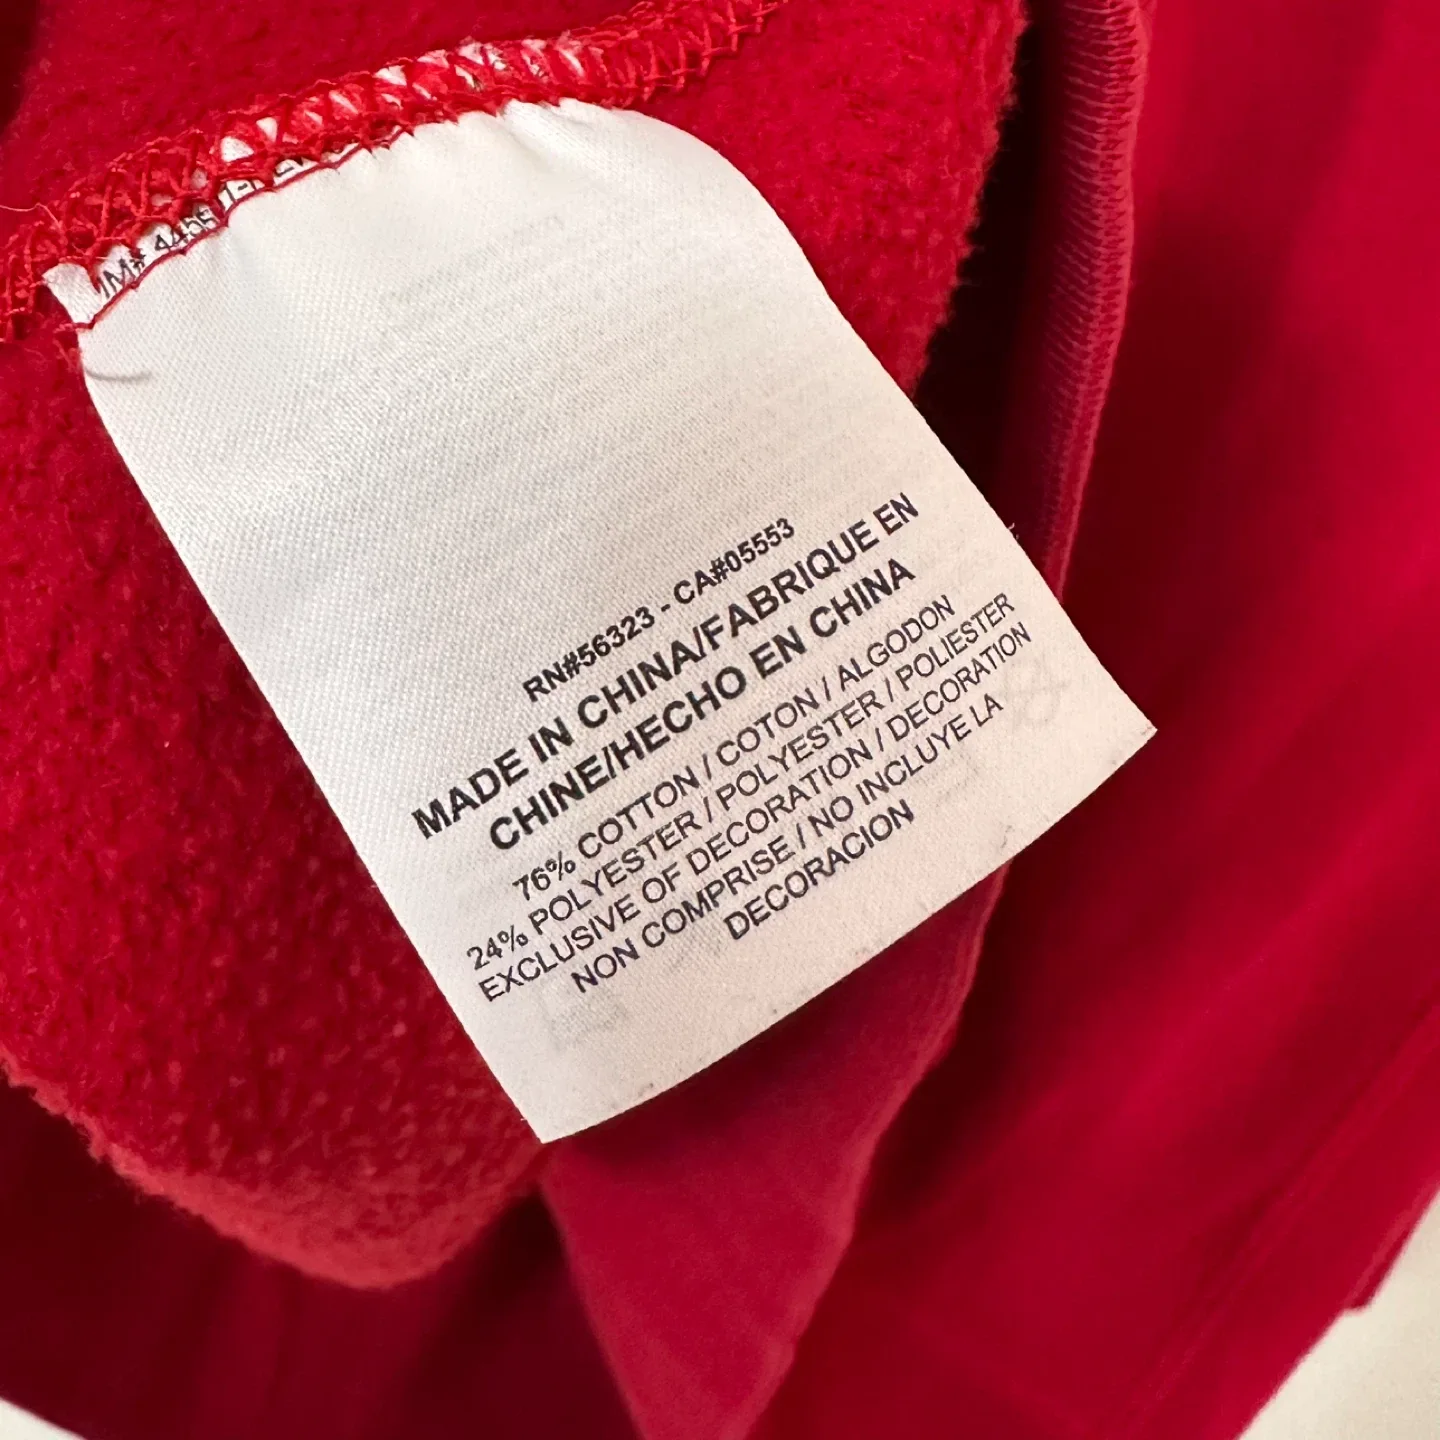 RN#56323 - CA#05553
MADE IN CHINA/FABRIQUE EN
CHINE/HECHO EN CHINA
76% COTTON / COTON / ALGODON
24% POLYESTER / POLYESTER / POLIESTER
EXCLUSIVE OF DECORATION / DECORATION
NON COMPRISE / NO INCLUYE LA
DECORACION